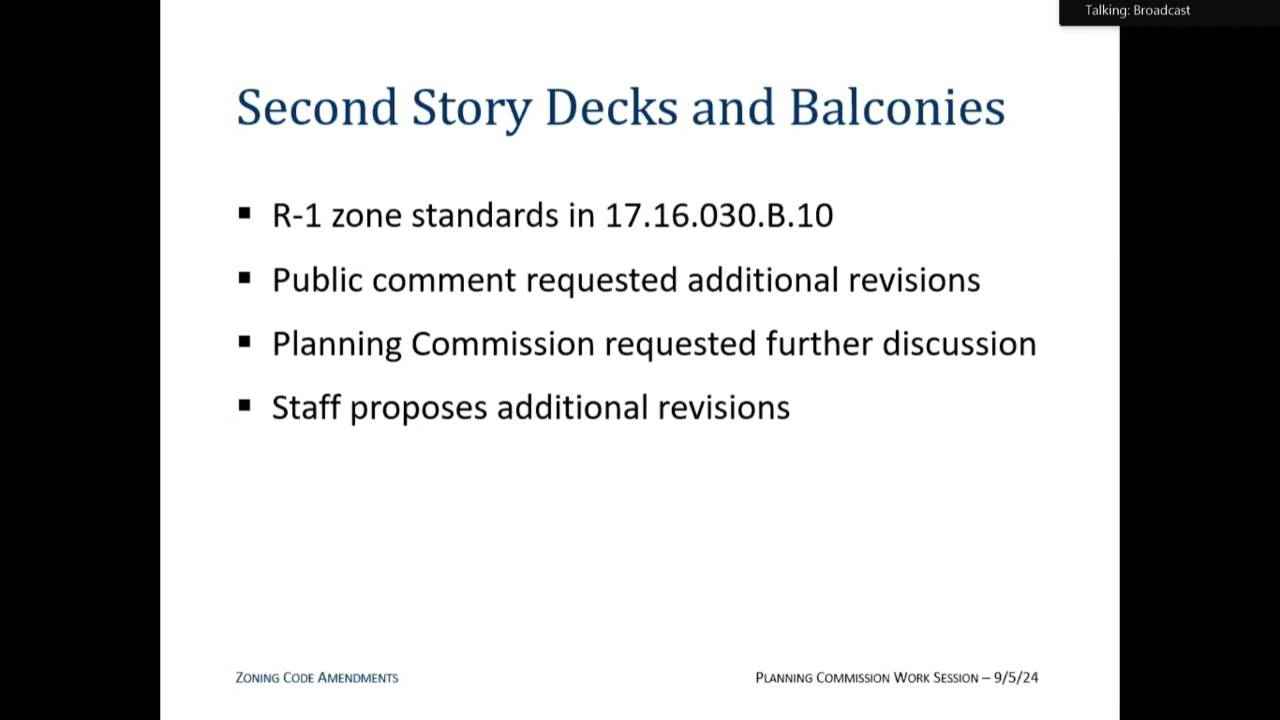 Talking: Broadcast
Second Story Decks and Balconies
▪ R-1 zone standards in 17.16.030.B.10
▪ Public comment requested additional revisions
▪ Planning Commission requested further discussion
▪ Staff proposes additional revisions
Zoning Code Amendments
Planning Commission Work Session – 9/5/24